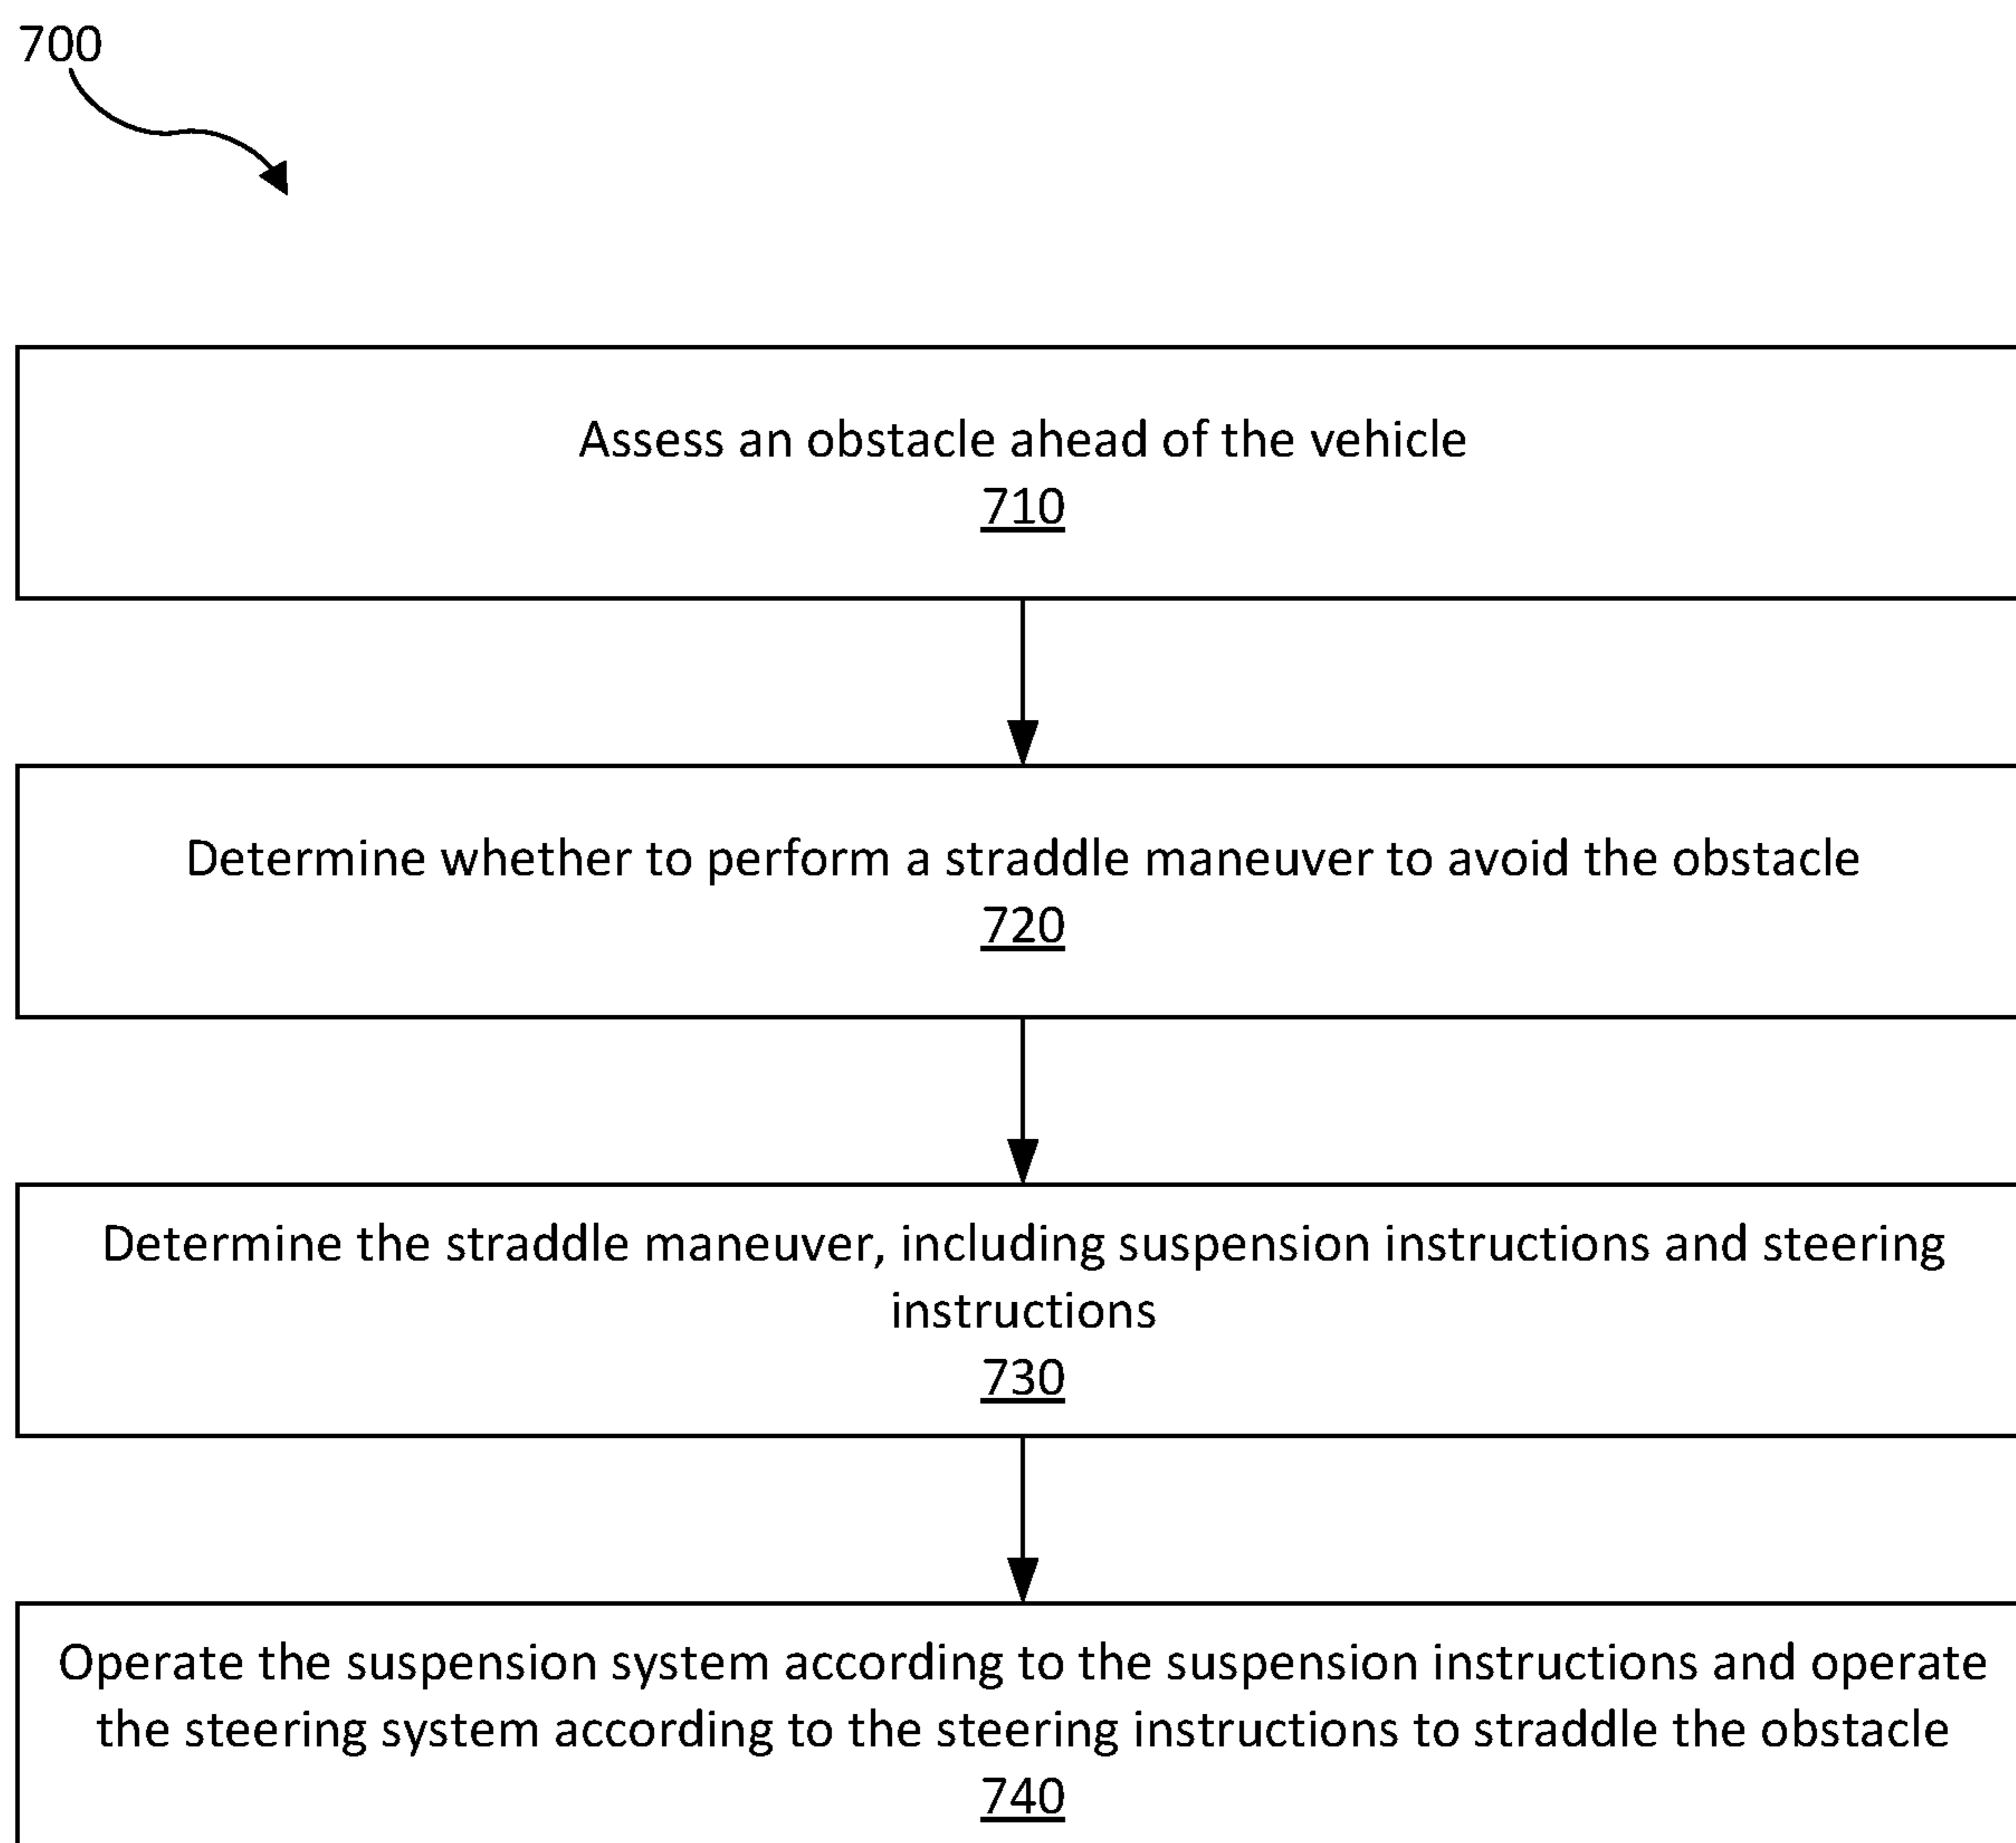 700
Assess an obstacle ahead of the vehicle
710
Determine whether to perform a straddle maneuver to avoid the obstacle
720
Determine the straddle maneuver, including suspension instructions and steering
instructions
730
Operate the suspension system according to the suspension instructions and operate
the steering system according to the steering instructions to straddle the obstacle
740